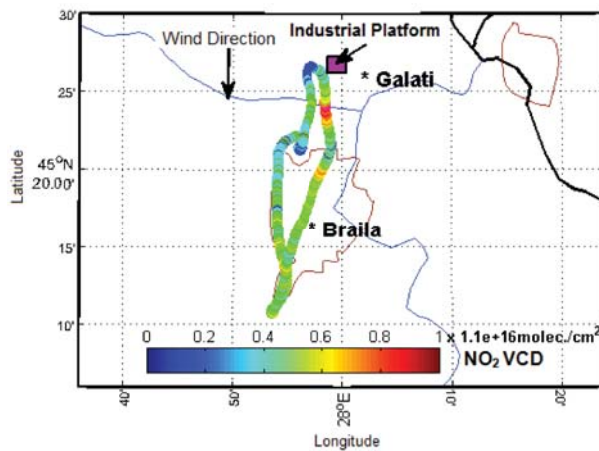 30'
Wind Direction
Industrial Platform
25'
* Galati
45°N
20.00'
Latitude
* Braila
15'
10'
0 0.2 0.4 0.6 0.8 1 x 1.1e+16molec./cm²
NO₂ VCD
40' 50' 28°E 10' 20'
Longitude